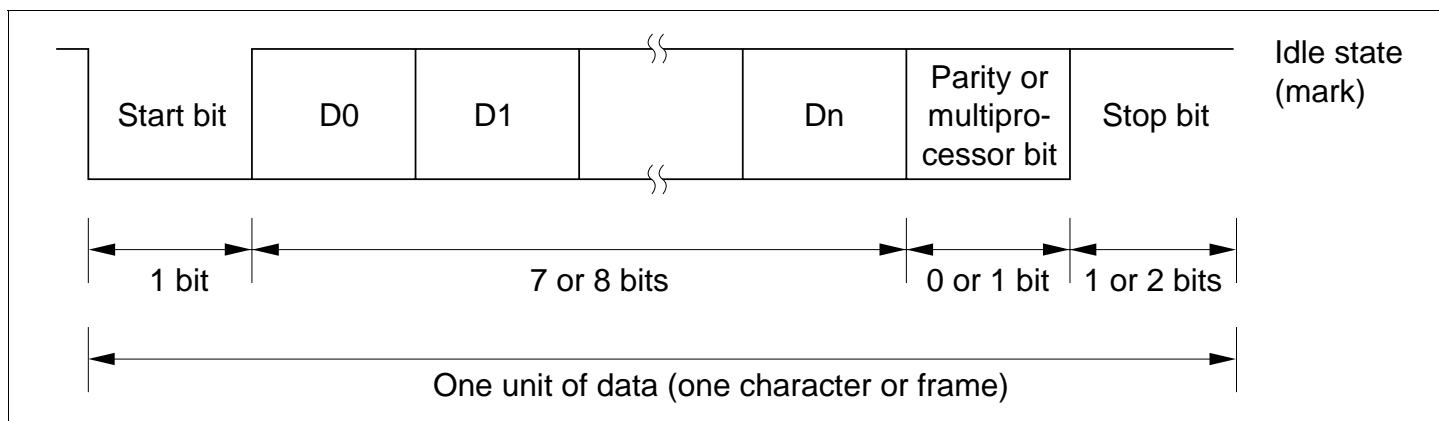 Idle state
(mark)
Start bit
D0
D1
Dn
Parity or
multipro-
cessor bit
Stop bit
1 bit
7 or 8 bits
0 or 1 bit
1 or 2 bits
One unit of data (one character or frame)